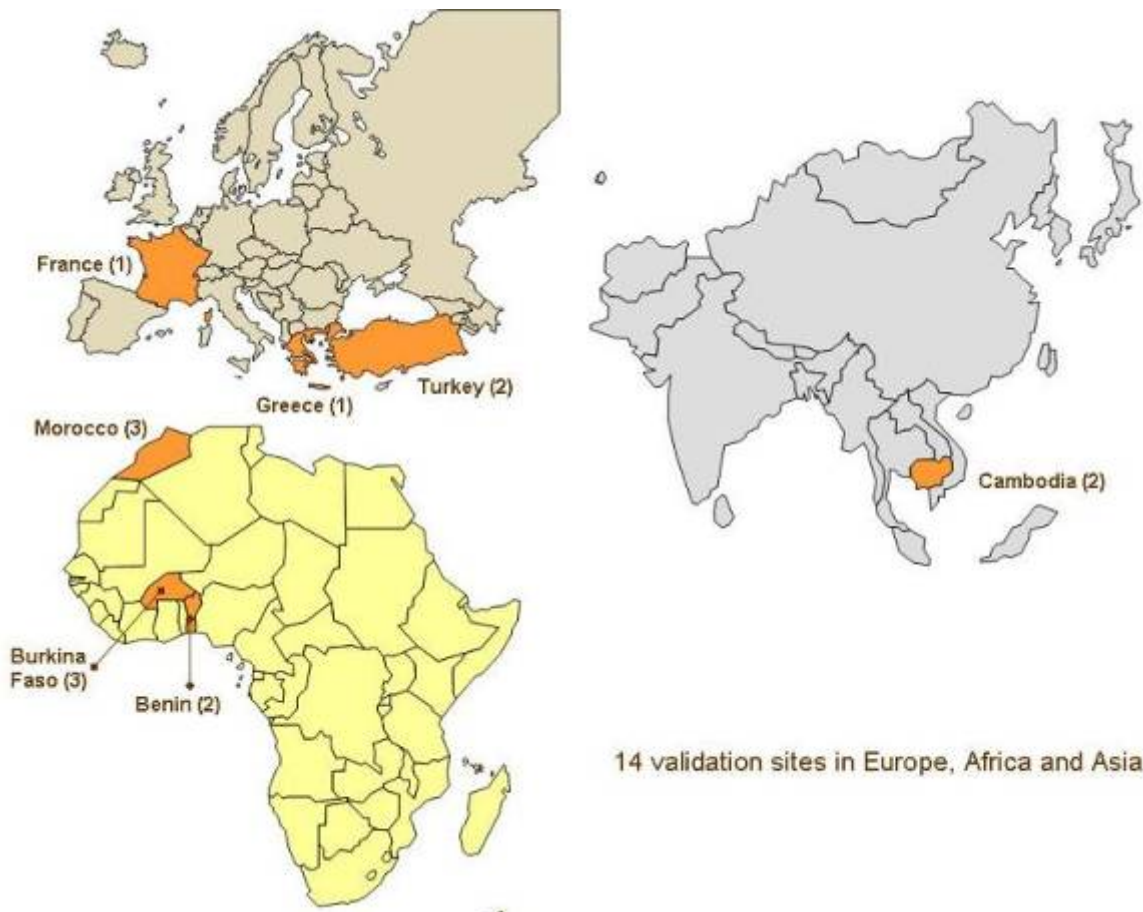 France (1)
Turkey (2)
Greece (1)
Morocco (3)
Cambodia (2)
Burkina
Faso (3)
Benin (2)
14 validation sites in Europe, Africa and Asia